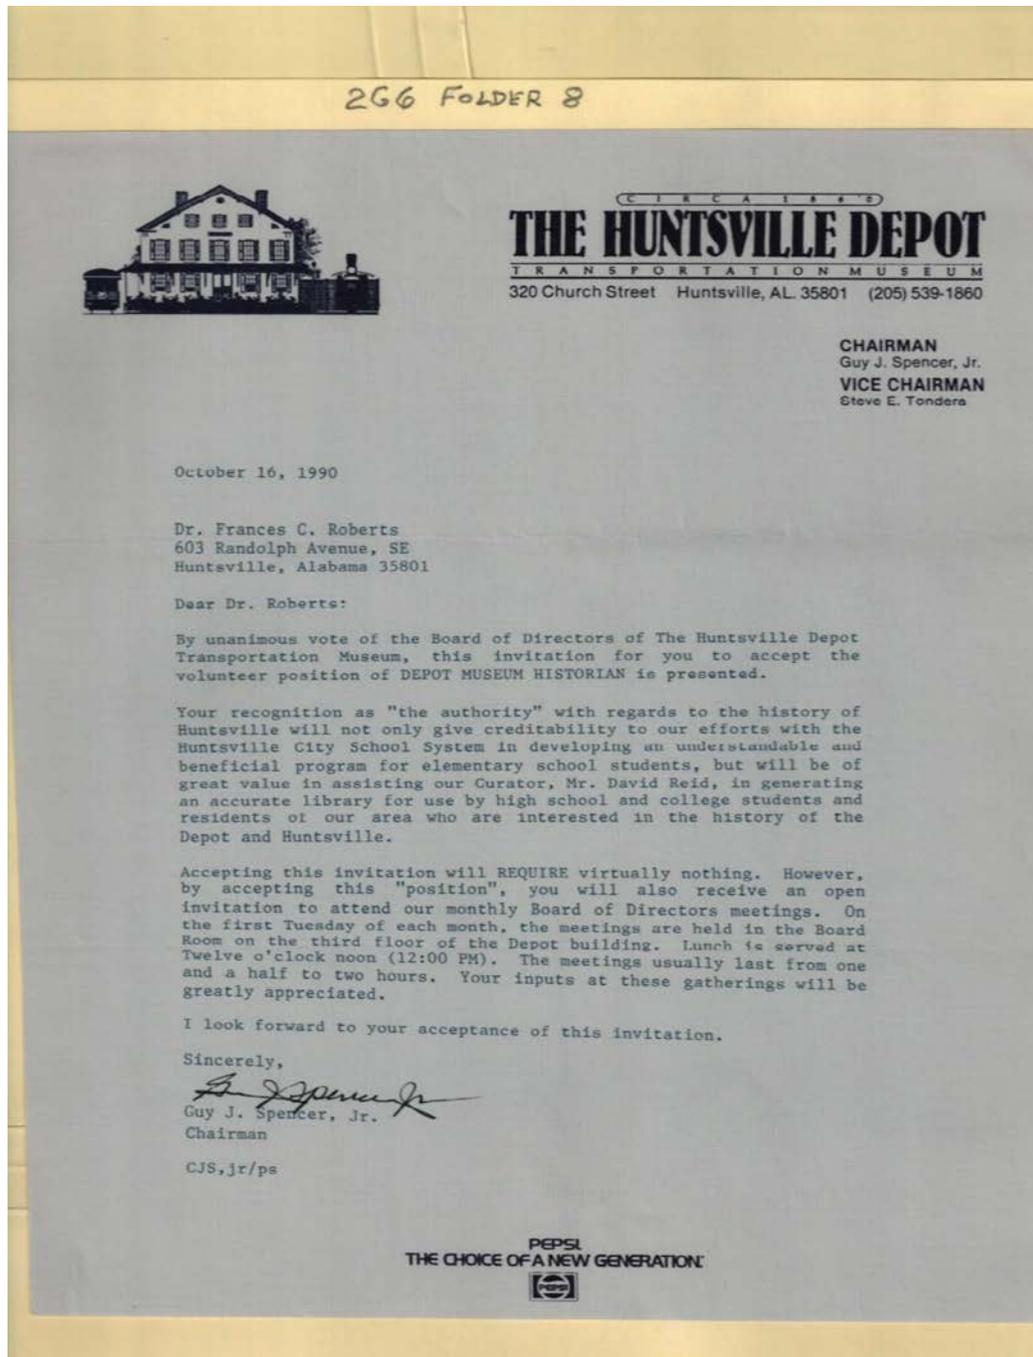 2G6 FOLDER 8
CIRCA 1860
THE HUNTSVILLE DEPOT
TRANSPORTATION MUSEUM
320 Church Street Huntsville, AL. 35801 (205) 539-1860
CHAIRMAN
Guy J. Spencer, Jr.
VICE CHAIRMAN
Steve E. Tondera
October 16, 1990
Dr. Frances C. Roberts
603 Randolph Avenue, SE
Huntsville, Alabama 35801
Dear Dr. Roberts:
By unanimous vote of the Board of Directors of The Huntsville Depot
Transportation Museum, this invitation for you to accept the
volunteer position of DEPOT MUSEUM HISTORIAN is presented.
Your recognition as "the authority" with regards to the history of
Huntsville will not only give creditability to our efforts with the
Huntsville City School System in developing an understandable and
beneficial program for elementary school students, but will be of
great value in assisting our Curator, Mr. David Reid, in generating
an accurate library for use by high school and college students and
residents of our area who are interested in the history of the
Depot and Huntsville.
Accepting this invitation will REQUIRE virtually nothing. However,
by accepting this "position", you will also receive an open
invitation to attend our monthly Board of Directors meetings. On
the first Tuesday of each month, the meetings are held in the Board
Room on the third floor of the Depot building. Lunch is served at
Twelve o'clock noon (12:00 PM). The meetings usually last from one
and a half to two hours. Your inputs at these gatherings will be
greatly appreciated.
I look forward to your acceptance of this invitation.
Sincerely,
Guy J Spencer Jr
Guy J. Spencer, Jr.
Chairman
CJS,jr/ps
PEPSI.
THE CHOICE OF A NEW GENERATION.
PEPSI